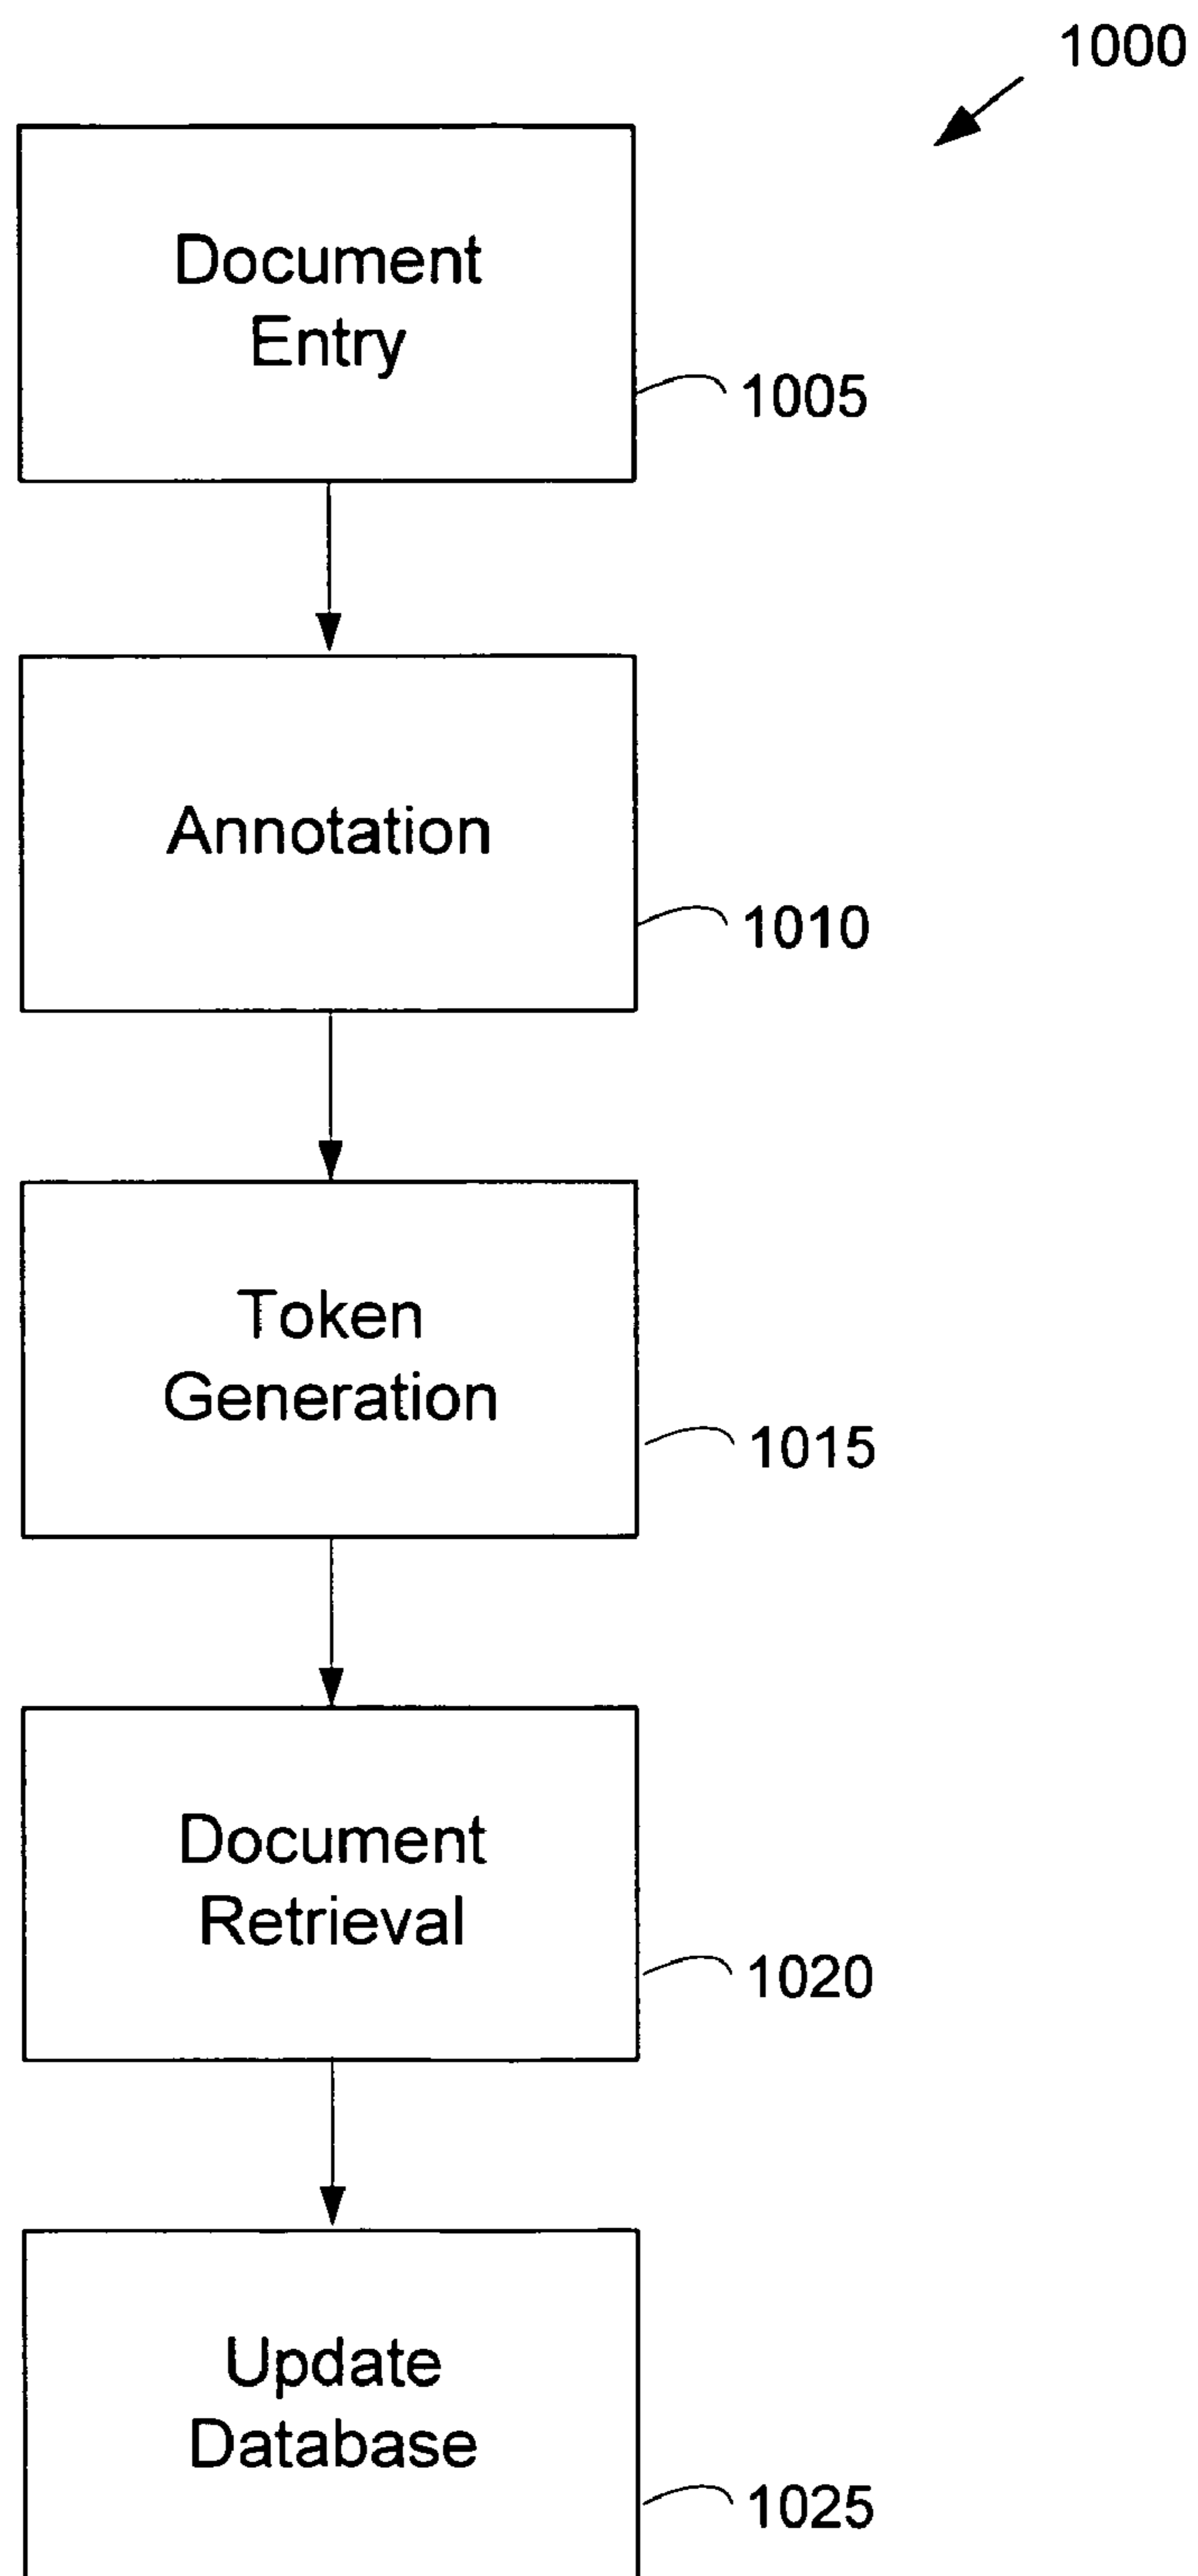 1000
Document
Entry
1005
Annotation
1010
Token
Generation
1015
Document
Retrieval
1020
Update
Database
1025